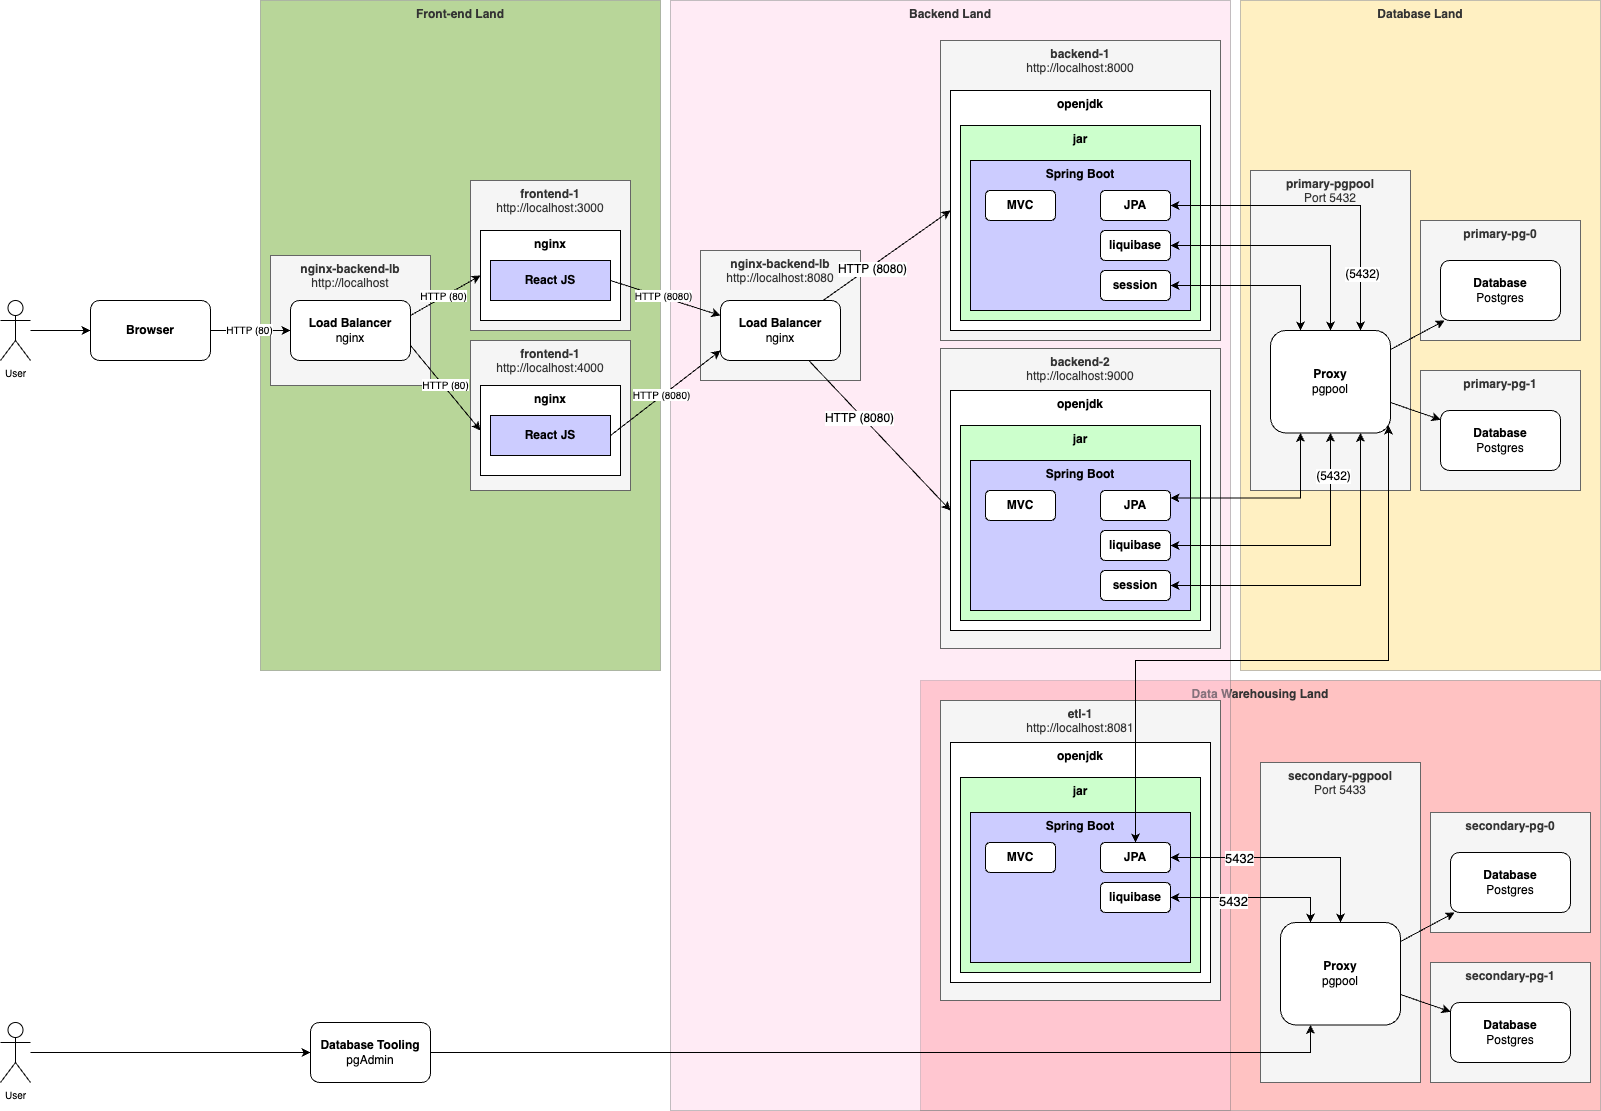 Front-end Land
nginx-backend-lb
http://localhost
Load Balancer
nginx
frontend-1
http://localhost:3000
nginx
React JS
frontend-1
http://localhost:4000
nginx
React JS
User
Browser
HTTP (80)
HTTP (80)
HTTP (80)
HTTP (8080)
HTTP (8080)
Backend Land
nginx-backend-lb
http://localhost:8080
Load Balancer
nginx
HTTP (8080)
HTTP (8080)
backend-1
http://localhost:8000
openjdk
jar
Spring Boot
MVC
JPA
liquibase
session
backend-2
http://localhost:9000
openjdk
jar
Spring Boot
MVC
JPA
liquibase
session
Database Land
primary-pgpool
Port 5432
(5432)
Proxy
pgpool
(5432)
primary-pg-0
Database
Postgres
primary-pg-1
Database
Postgres
Data Warehousing Land
etl-1
http://localhost:8081
openjdk
jar
Spring Boot
MVC
JPA
liquibase
5432
5432
secondary-pgpool
Port 5433
Proxy
pgpool
secondary-pg-0
Database
Postgres
secondary-pg-1
Database
Postgres
User
Database Tooling
pgAdmin